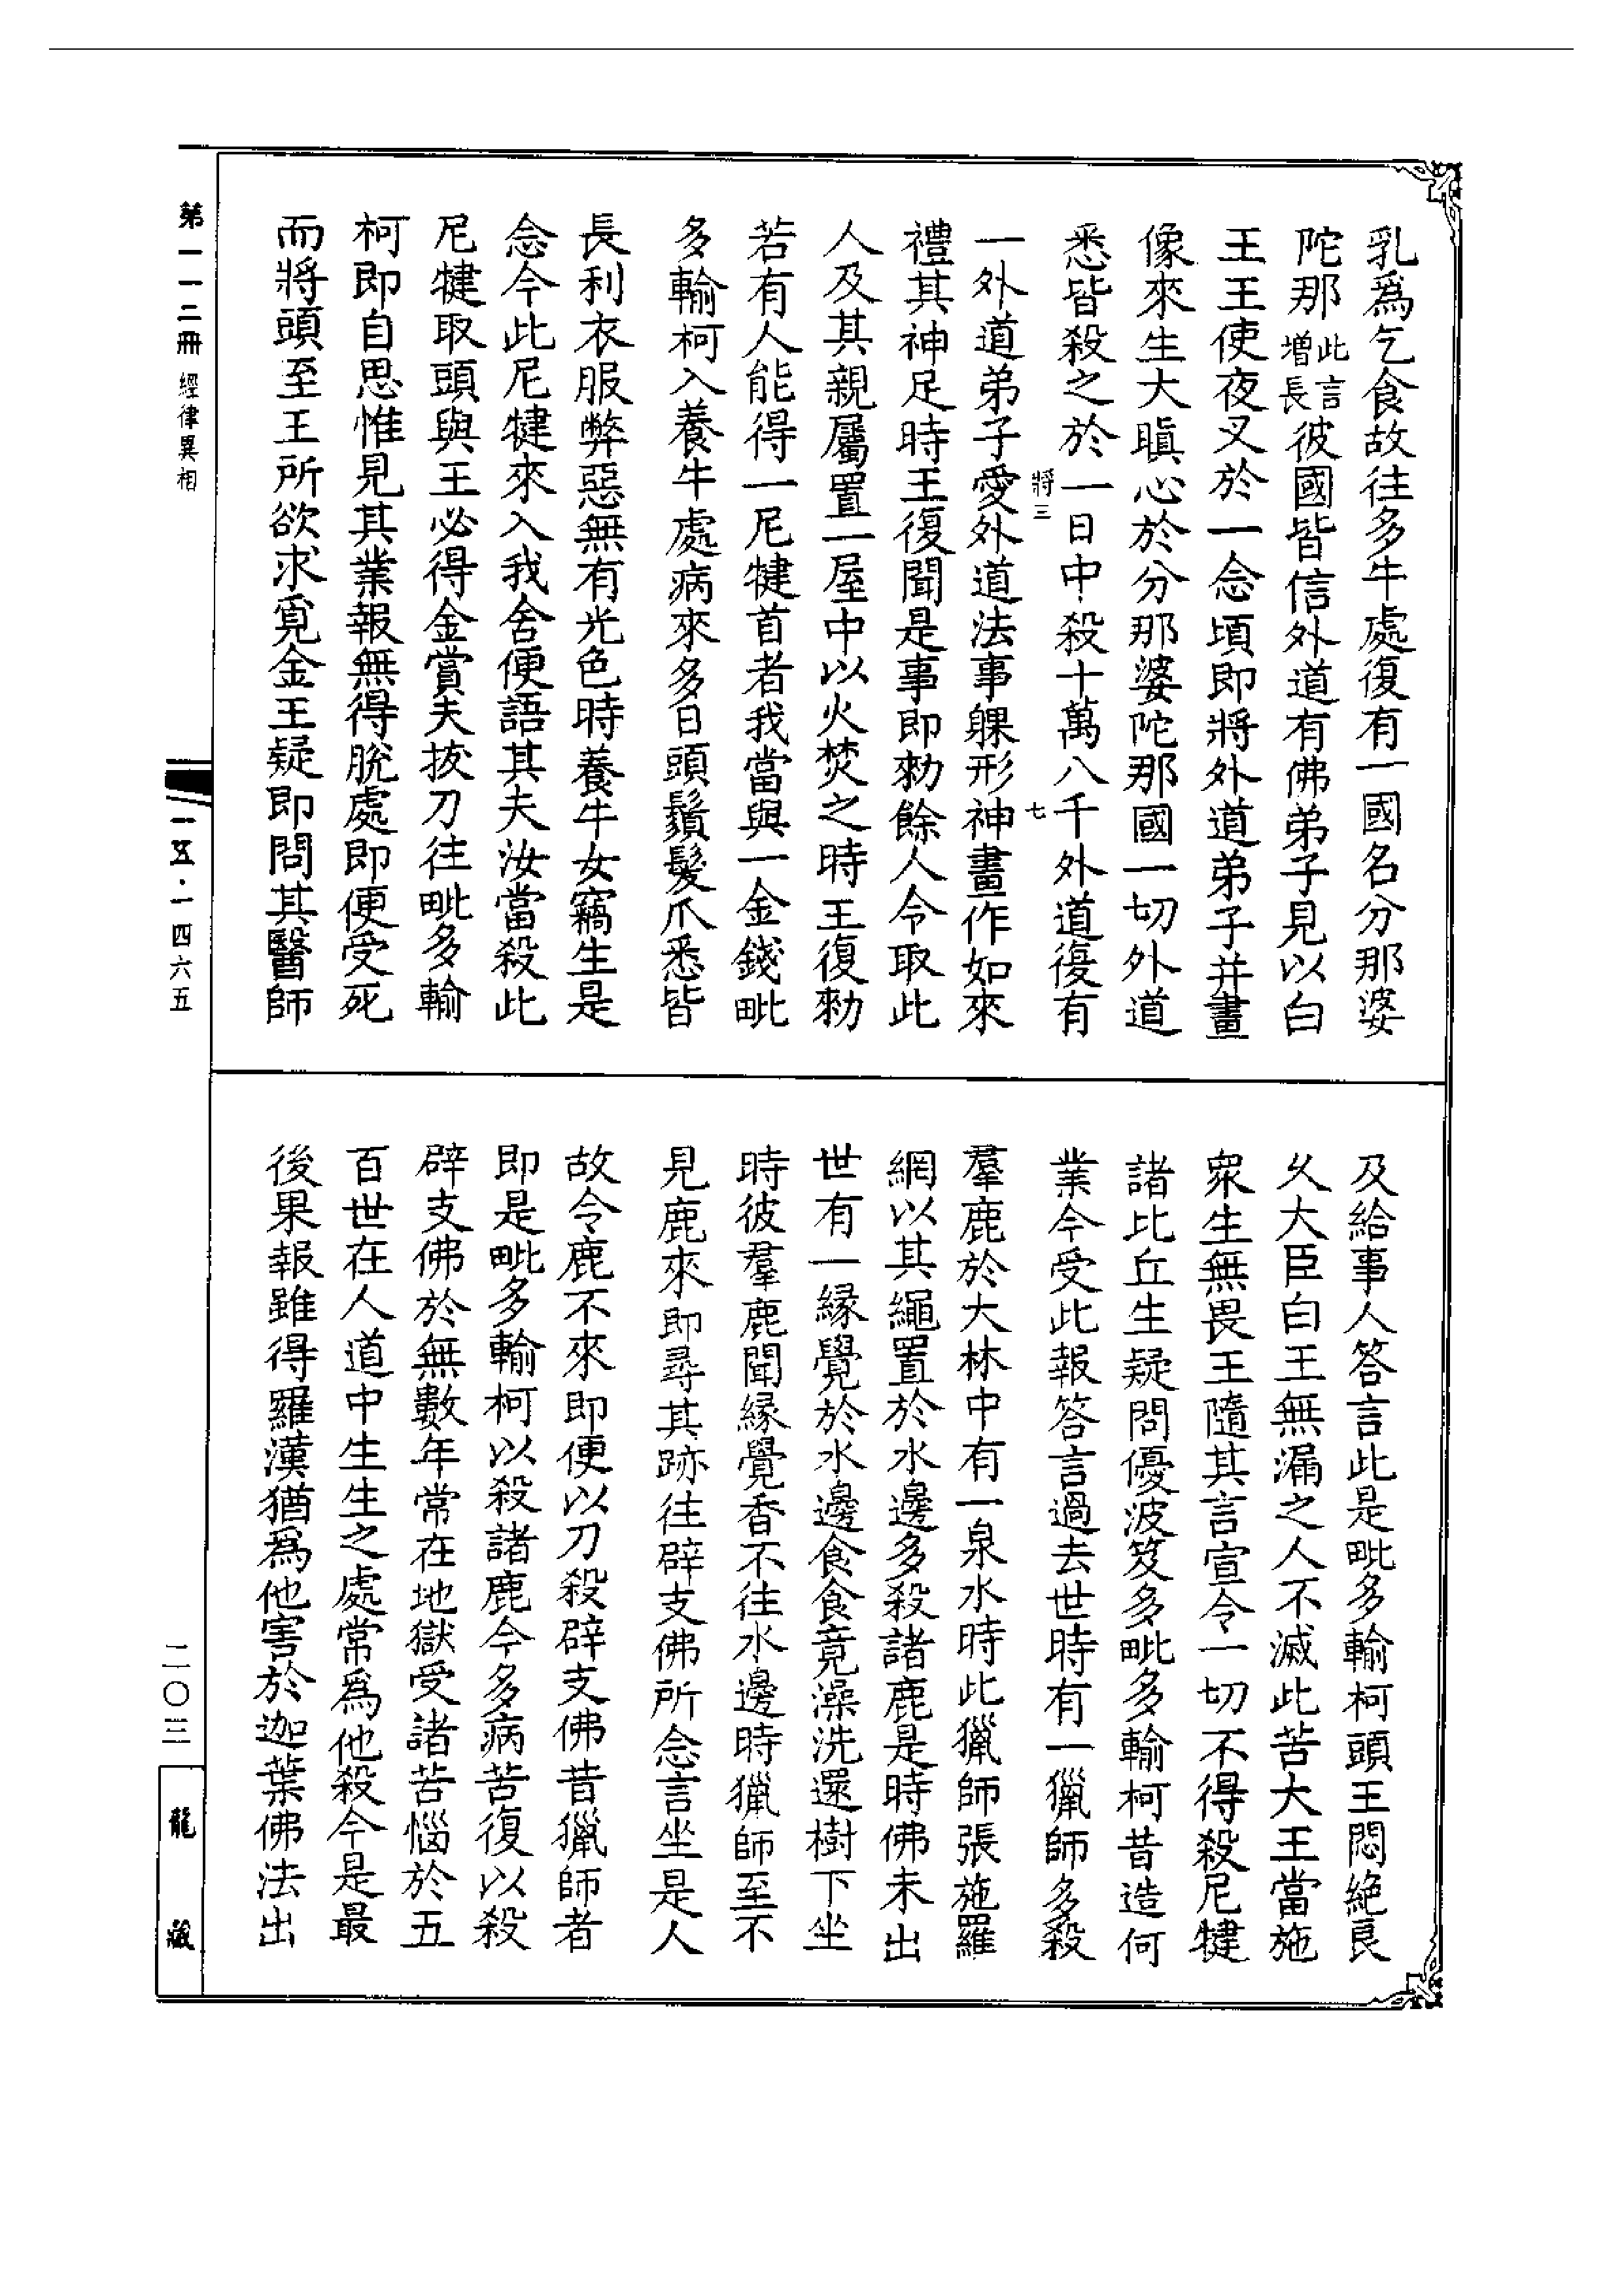 乳爲乞食故往多牛處復有一國名分那婆
陀那此言增長彼國皆信外道有佛弟子見以白
王王使夜叉於一念頃即將外道弟子并畫
像來生大瞋心於分那婆陀那國一切外道
悉皆殺之於一日中殺十萬八千外道復有
將三 七
一外道弟子愛外道法事躶形神畫作如來
禮其神足時王復聞是事即勑餘人令取此
人及其親屬置一屋中以火焚之時王復勑
若有人能得一尼犍首者我當與一金錢毗
多輸柯入養牛處病來多日頭鬚髮爪悉皆
長利衣服弊惡無有光色時養牛女竊生是
念今此尼犍來入我舍便語其夫汝當殺此
尼犍取頭與王必得金賞夫拔刀往毗多輸
柯即自思惟見其業報無得脫處即便受死
而將頭至王所欲求覓金王疑即問其醫師
及給事人答言此是毗多輸柯頭王悶絕良
久大臣白王無漏之人不滅此苦大王當施
衆生無畏王隨其言宣令一切不得殺尼犍
諸比丘生疑問優波笈多毗多輸柯昔造何
業今受此報答言過去世時有一獵師多殺
羣鹿於大林中有一泉水時此獵師張施羅
網以其繩置於水邊多殺諸鹿是時佛未出
世有一緣覺於水邊食食竟澡洗還樹下坐
時彼羣鹿聞緣覺香不往水邊時獵師至不
見鹿來即尋其跡往辟支佛所念言坐是人
故令鹿不來即便以刀殺辟支佛昔獵師者
即是毗多輸柯以殺諸鹿今多病苦復以殺
辟支佛於無數年常在地獄受諸苦惱於五
百世在人道中生生之處常爲他殺今是最
後果報雖得羅漢猶爲他害於迦葉佛法出
第一一三冊 經律異相
一五·一四六五
二〇三
龍藏